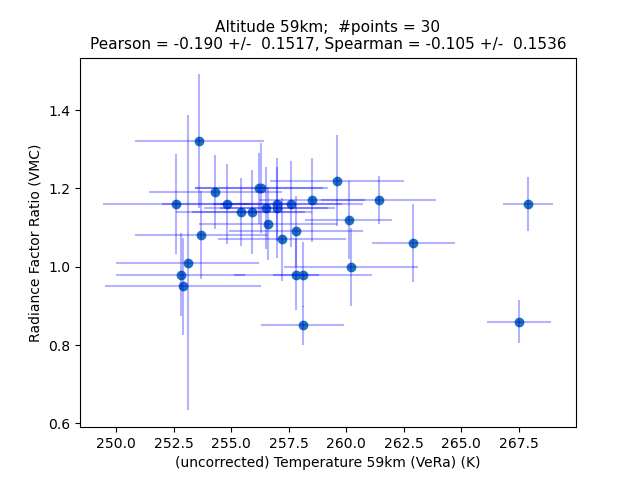 Altitude 59km;  #points = 30
Pearson = -0.190 +/-  0.1517, Spearman = -0.105 +/-  0.1536
Radiance Factor Ratio (VMC)
1.4
1.2
1.0
0.8
0.6
250.0 252.5 255.0 257.5 260.0 262.5 265.0 267.5
(uncorrected) Temperature 59km (VeRa) (K)